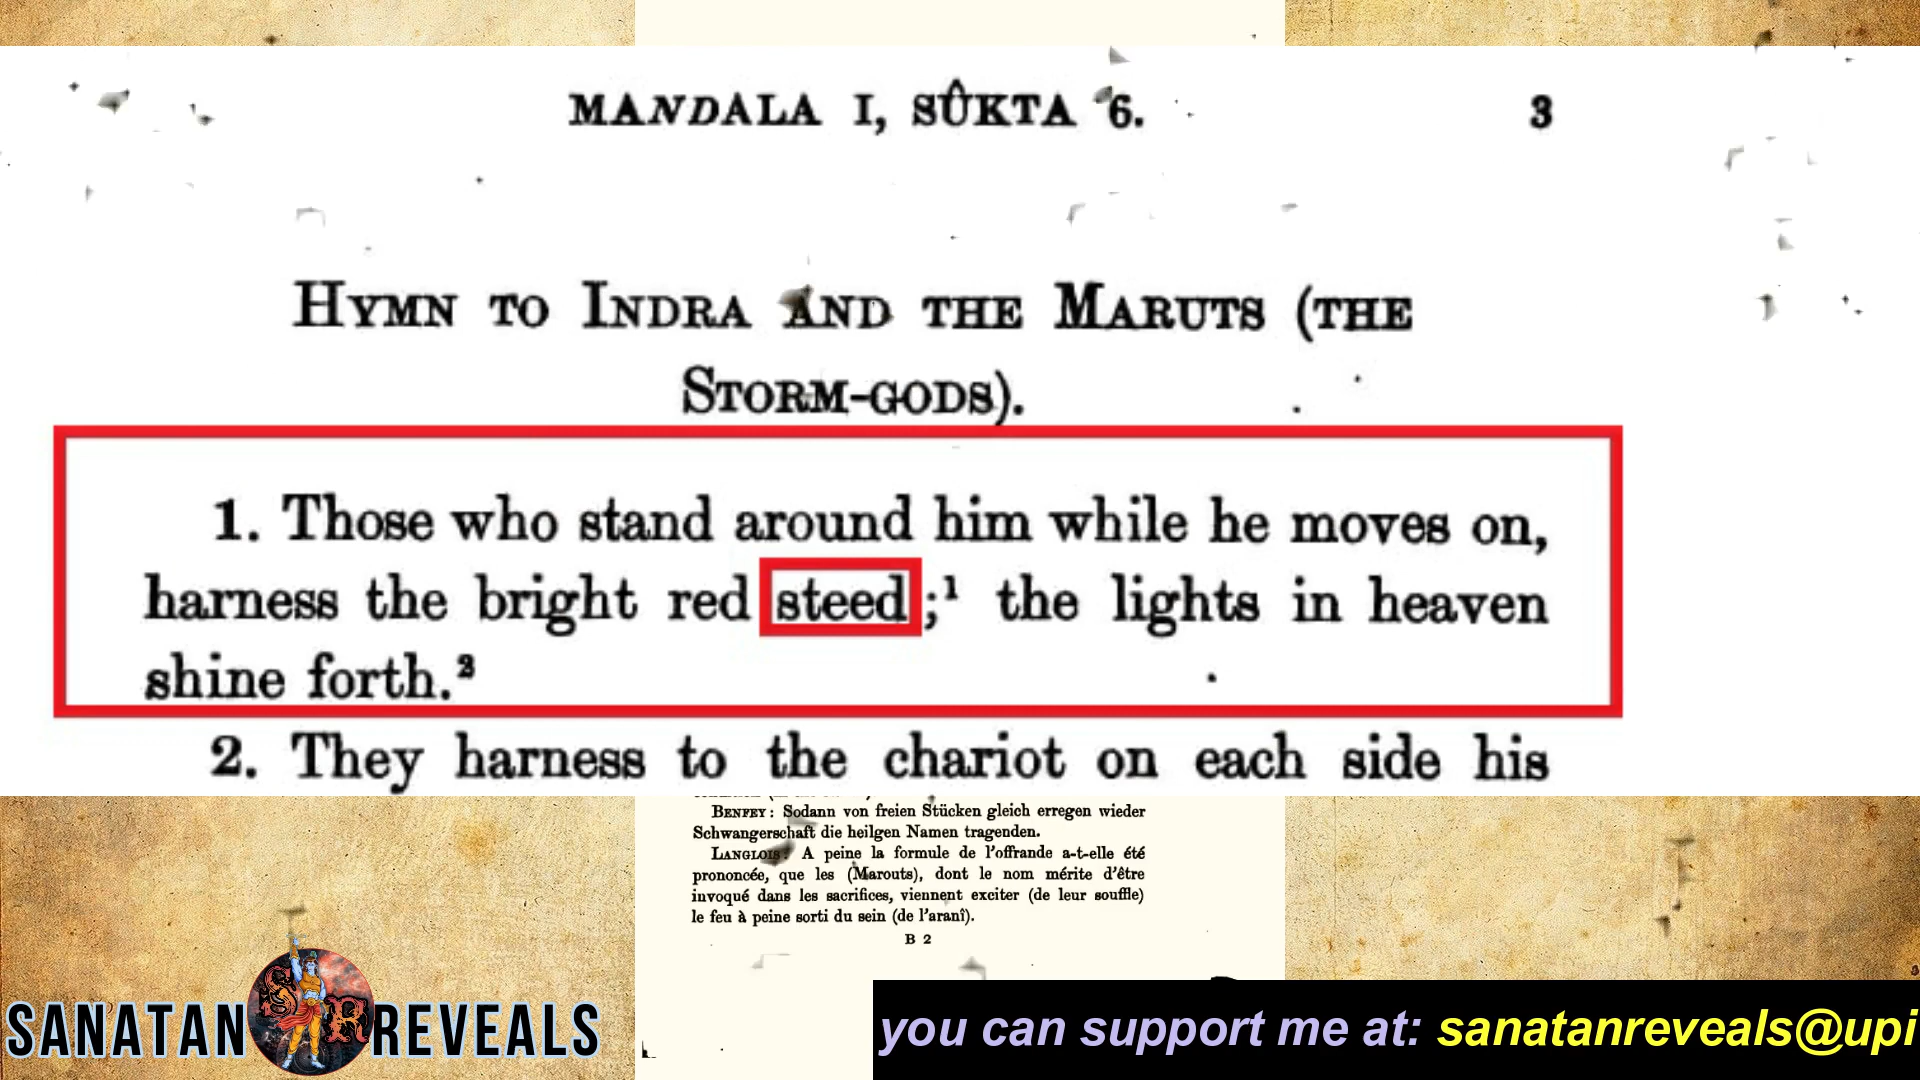 MANDALA I, SÛKTA 6. 3
HYMN TO INDRA AND THE MARUTS (THE
STORM-GODS).
1. Those who stand around him while he moves on,
harness the bright red steed ;¹ the lights in heaven
shine forth.²
2. They harness to the chariot on each side his
BENFEY: Sodann von freien Stücken gleich erregen wieder
Schwangerschaft die heilgen Namen tragenden.
LANGLOIS: A peine la formule de l'offrande a-t-elle été
prononcée, que les (Marouts), dont le nom mérite d'être
invoqué dans les sacrifices, viennent exciter (de leur souffle)
le feu à peine sorti du sein (de l'aranî).
B 2
SANATAN SR REVEALS
you can support me at: sanatanreveals@upi